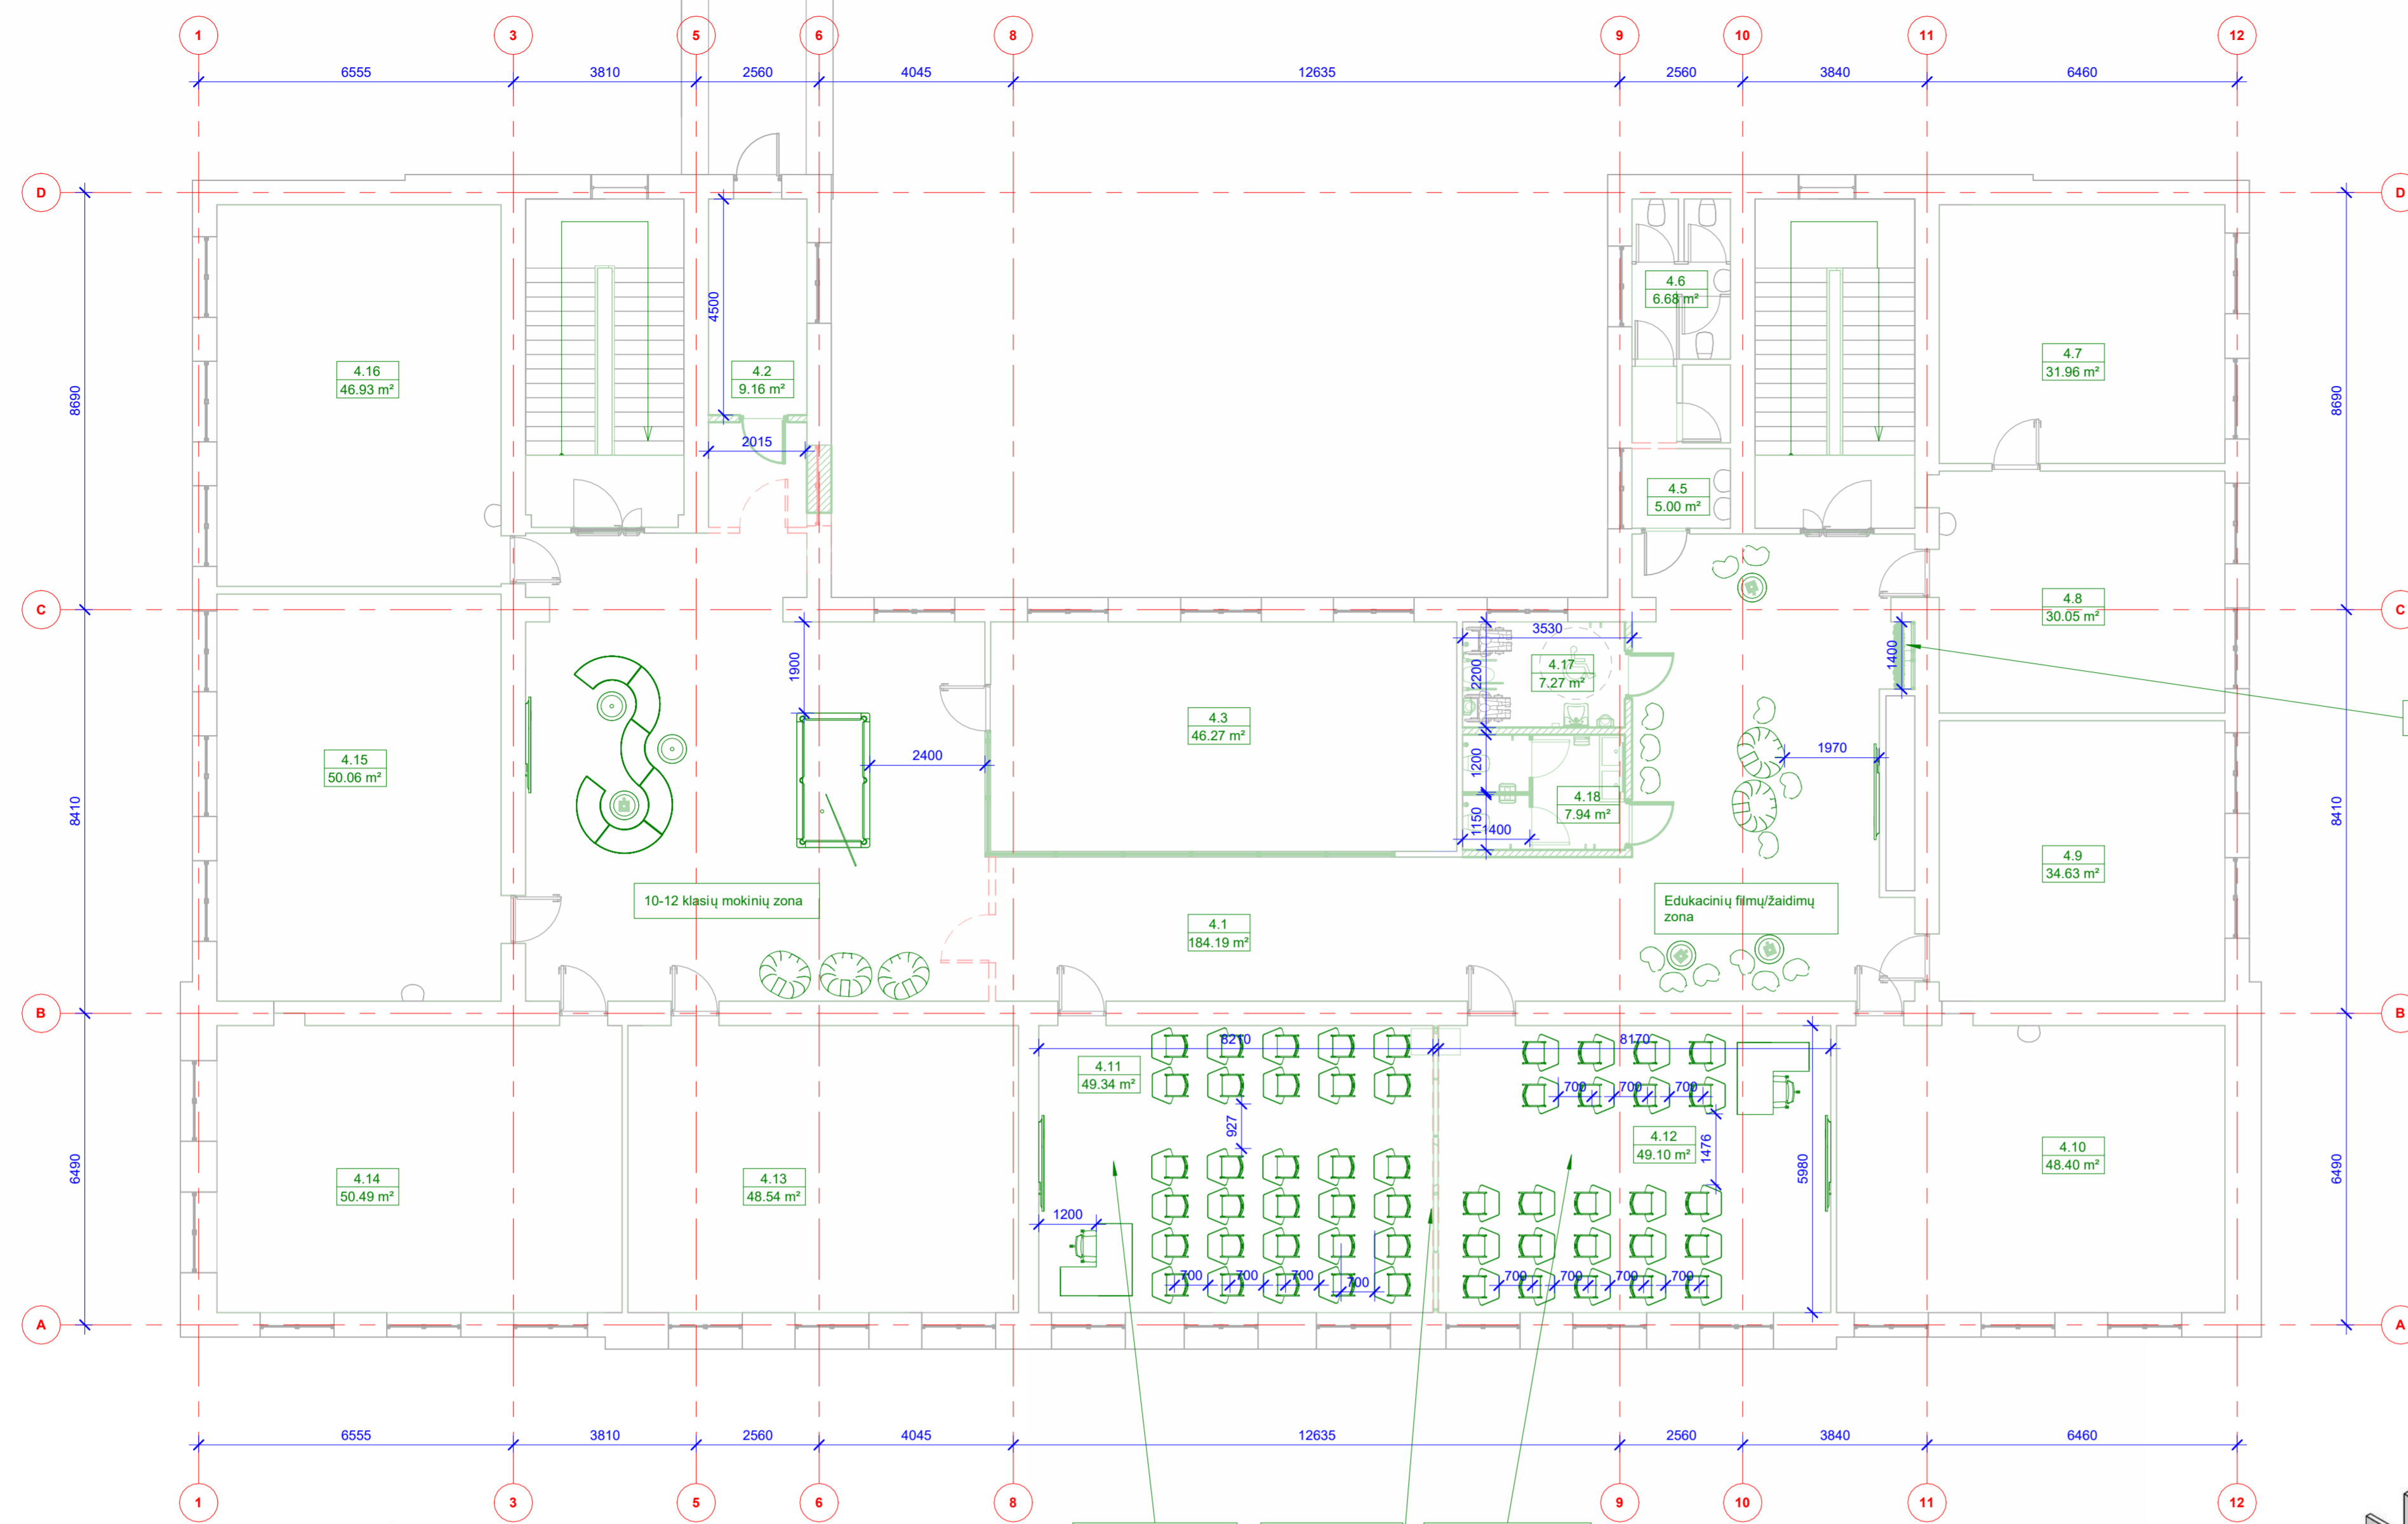 1 3 5 6 8 9 10 11 12
6555 3810 2560 4045 12635 2560 3840 6460
D D
4.6
6.68 m²
4500
4.7
31.96 m²
4.16
46.93 m²
4.2
9.16 m²
8690 8690
2015
4.5
5.00 m²
C C
4.8
30.05 m²
3530
1900
2200
4.17
7.27 m²
1400
4.3
46.27 m²
4.15
50.06 m²
2400
1200
1970
4.18
7.94 m²
8410 8410
1150
1400
4.9
34.63 m²
10-12 klasių mokinių zona
Edukacinių filmų/žaidimų
zona
4.1
184.19 m²
B B
8210 8170
4.11
49.34 m²
700 700 700
927
4.12
49.10 m²
1476
4.10
48.40 m²
6490 5980 6490
4.14
50.49 m²
4.13
48.54 m²
1200
700 700 700 700 700 700 700 700
A A
6555 3810 2560 4045 12635 2560 3840 6460
1 3 5 6 8 9 10 11 12